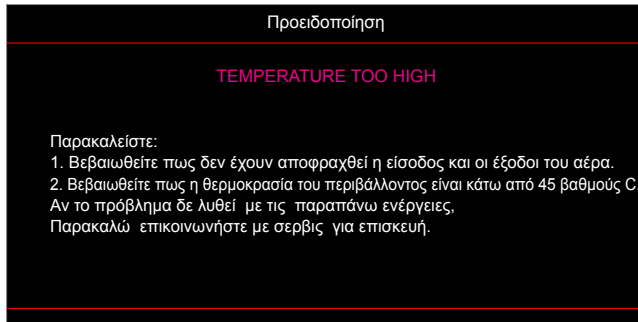 Προειδοποίηση
TEMPERATURE TOO HIGH
Παρακαλείστε:
1. Βεβαιωθείτε πως δεν έχουν αποφραχθεί η είσοδος και οι έξοδοι του αέρα.
2. Βεβαιωθείτε πως η θερμοκρασία του περιβάλλοντος είναι κάτω από 45 βαθμούς C.
Αν το πρόβλημα δε λυθεί με τις παραπάνω ενέργειες,
Παρακαλώ επικοινωνήστε με σερβις για επισκευή.